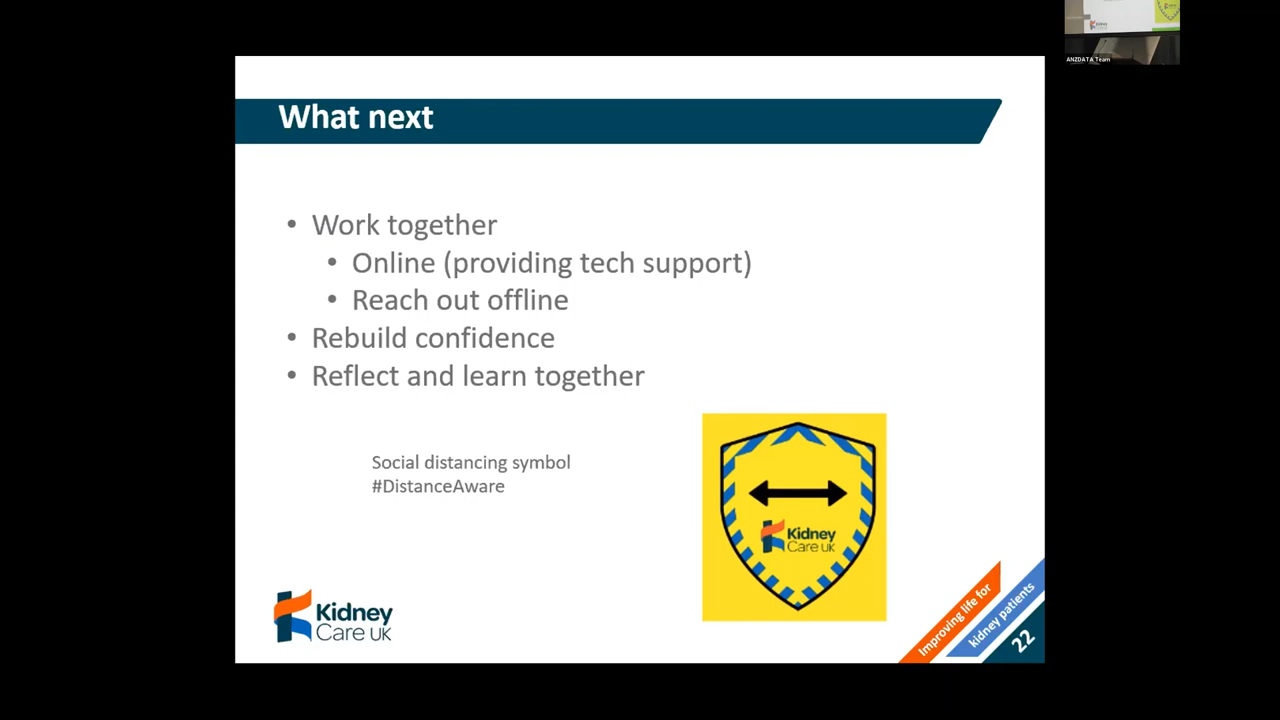 Kidney
ANZDATA Team
What next
• Work together
• Online (providing tech support)
• Reach out offline
• Rebuild confidence
• Reflect and learn together
Social distancing symbol
#DistanceAware
Kidney
Care UK
Kidney
Care UK
Improving life for
kidney patients
22